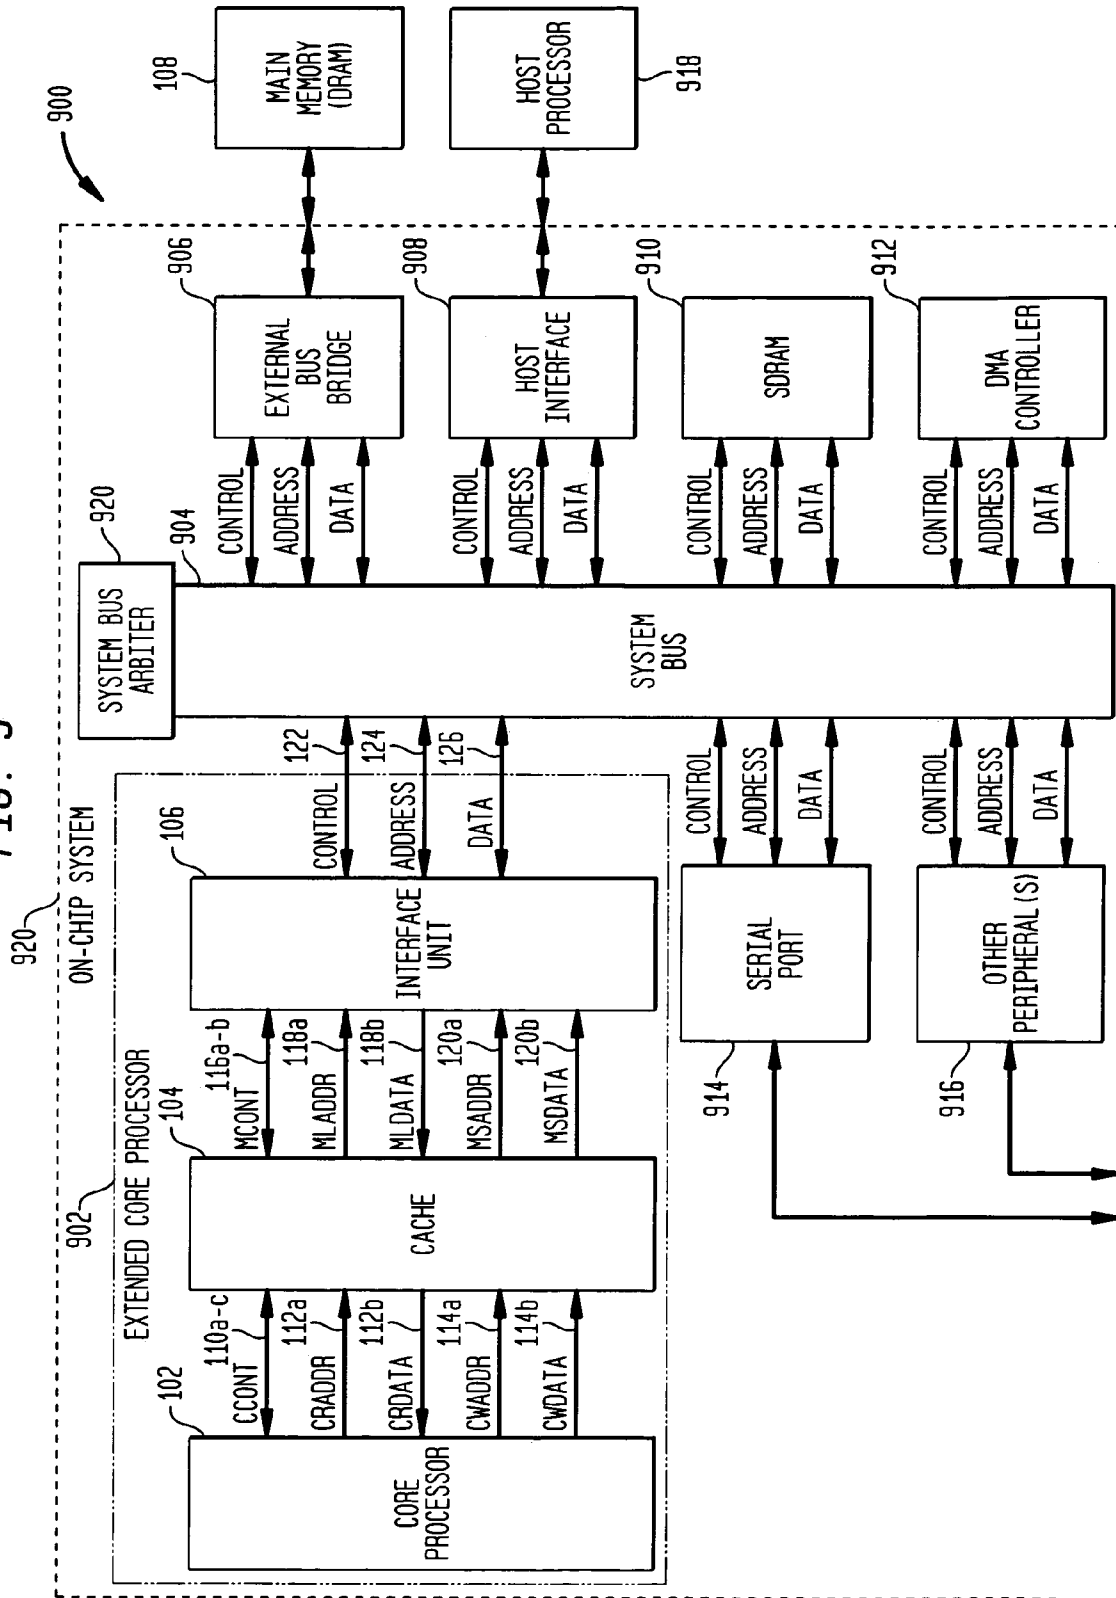 920
ON-CHIP SYSTEM
900
902
EXTENDED CORE PROCESSOR
SYSTEM BUS
ARBITER
920
904
102
CORE
PROCESSOR
CCONT
110a-c
CRADDR
112a
CRDATA
112b
CWADDR
114a
CWDATA
114b
104
CACHE
MCONT
116a-b
MLADDR
118a
MLDATA
118b
MSADDR
120a
MSDATA
120b
106
INTERFACE
UNIT
CONTROL
122
ADDRESS
124
DATA
126
SYSTEM
BUS
CONTROL
ADDRESS
DATA
906
EXTERNAL
BUS
BRIDGE
108
MAIN
MEMORY
(DRAM)
CONTROL
ADDRESS
DATA
908
HOST
INTERFACE
HOST
PROCESSOR
918
914
SERIAL
PORT
CONTROL
ADDRESS
DATA
CONTROL
ADDRESS
DATA
910
SDRAM
916
OTHER
PERIPHERAL(S)
CONTROL
ADDRESS
DATA
CONTROL
ADDRESS
DATA
912
DMA
CONTROLLER